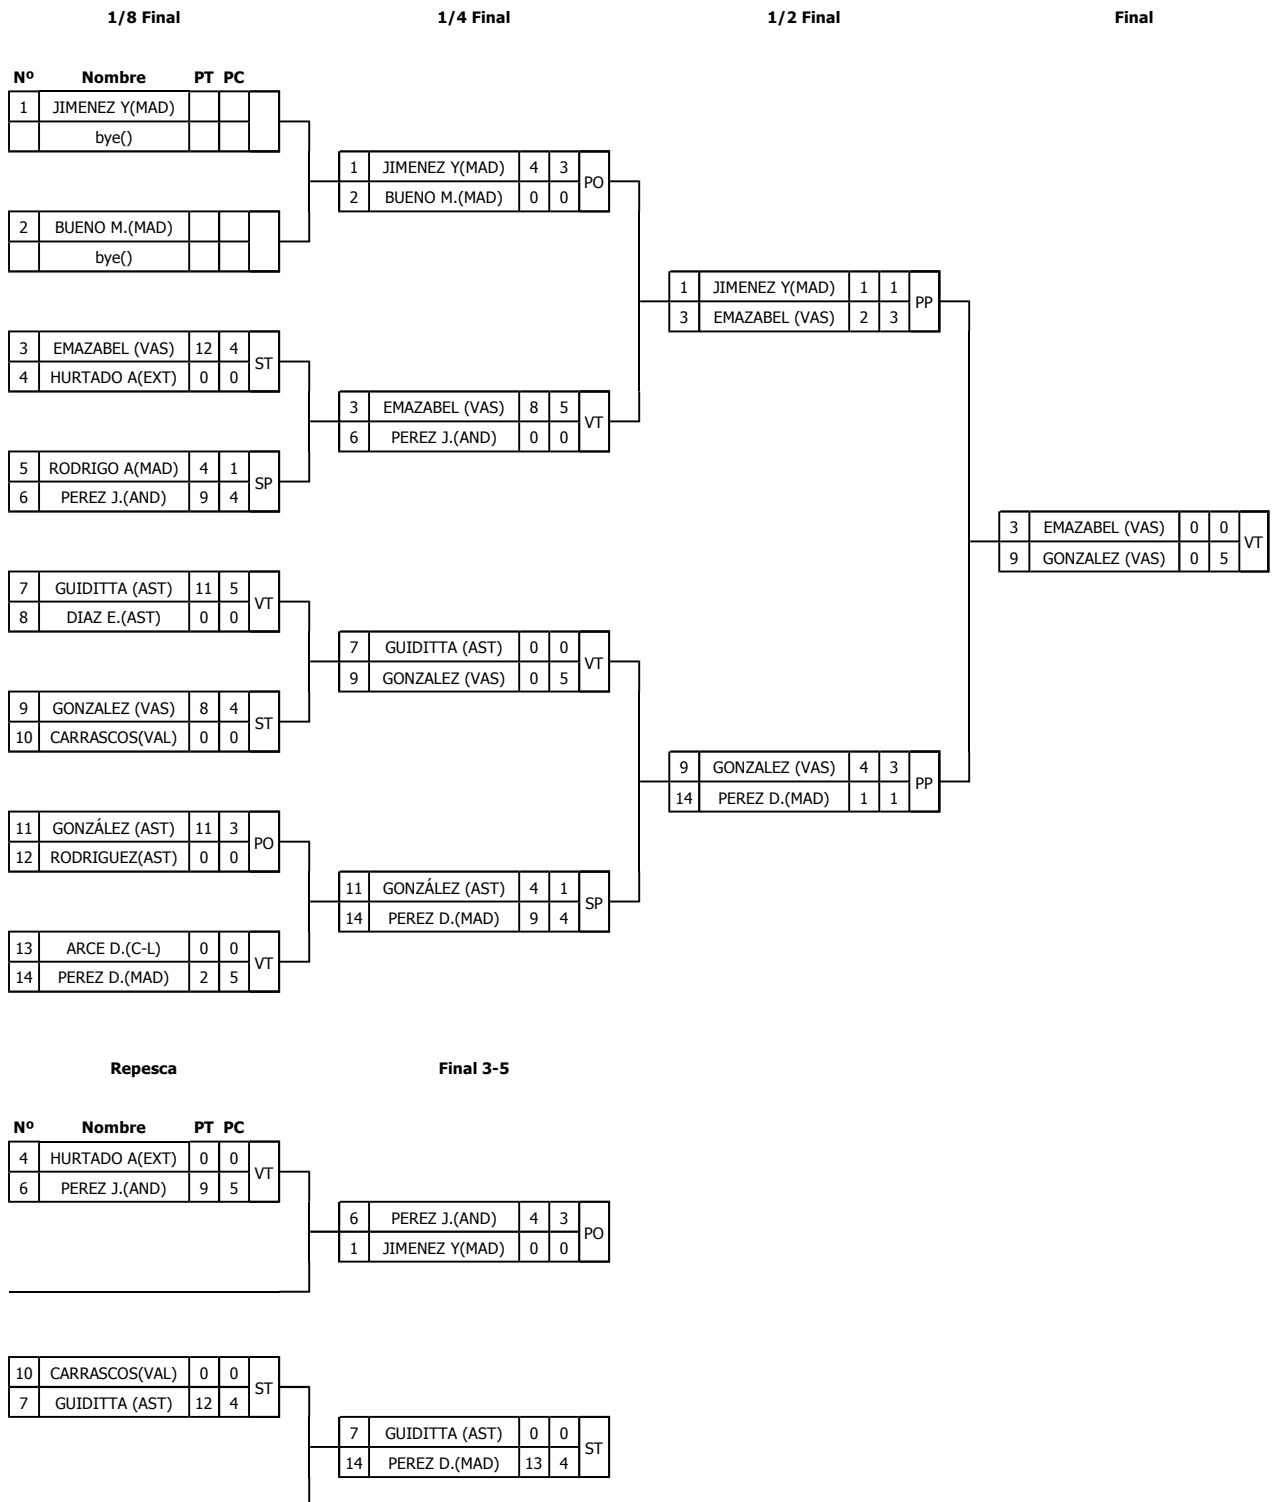 1/8 Final 1/4 Final 1/2 Final Final
Nº Nombre PT PC
1 JIMENEZ Y(MAD)
bye()
1 JIMENEZ Y(MAD) 4 3 PO
2 BUENO M.(MAD) 0 0
2 BUENO M.(MAD)
bye()
1 JIMENEZ Y(MAD) 1 1 PP
3 EMAZABEL (VAS) 2 3
3 EMAZABEL (VAS) 12 4 ST
4 HURTADO A(EXT) 0 0
3 EMAZABEL (VAS) 8 5 VT
6 PEREZ J.(AND) 0 0
5 RODRIGO A(MAD) 4 1 SP
6 PEREZ J.(AND) 9 4
3 EMAZABEL (VAS) 0 0 VT
9 GONZALEZ (VAS) 0 5
7 GUIDITTA (AST) 11 5 VT
8 DIAZ E.(AST) 0 0
7 GUIDITTA (AST) 0 0 VT
9 GONZALEZ (VAS) 0 5
9 GONZALEZ (VAS) 8 4 ST
10 CARRASCOS(VAL) 0 0
9 GONZALEZ (VAS) 4 3 PP
14 PEREZ D.(MAD) 1 1
11 GONZÁLEZ (AST) 11 3 PO
12 RODRIGUEZ(AST) 0 0
11 GONZÁLEZ (AST) 4 1 SP
14 PEREZ D.(MAD) 9 4
13 ARCE D.(C-L) 0 0 VT
14 PEREZ D.(MAD) 2 5
Repesca Final 3-5
Nº Nombre PT PC
4 HURTADO A(EXT) 0 0 VT
6 PEREZ J.(AND) 9 5
6 PEREZ J.(AND) 4 3 PO
1 JIMENEZ Y(MAD) 0 0
10 CARRASCOS(VAL) 0 0 ST
7 GUIDITTA (AST) 12 4
7 GUIDITTA (AST) 0 0 ST
14 PEREZ D.(MAD) 13 4